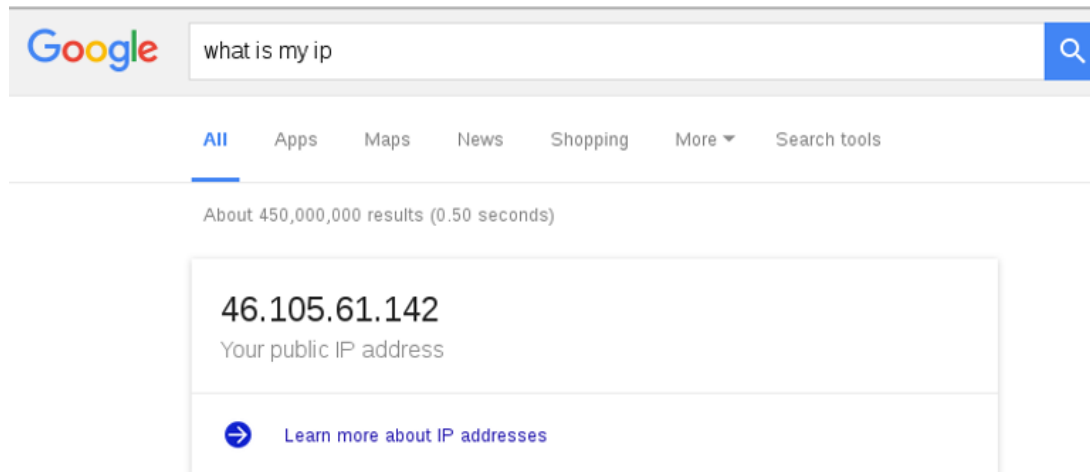 Google what is my ip
All Apps Maps News Shopping More Search tools
About 450,000,000 results (0.50 seconds)
46.105.61.142
Your public IP address
Learn more about IP addresses